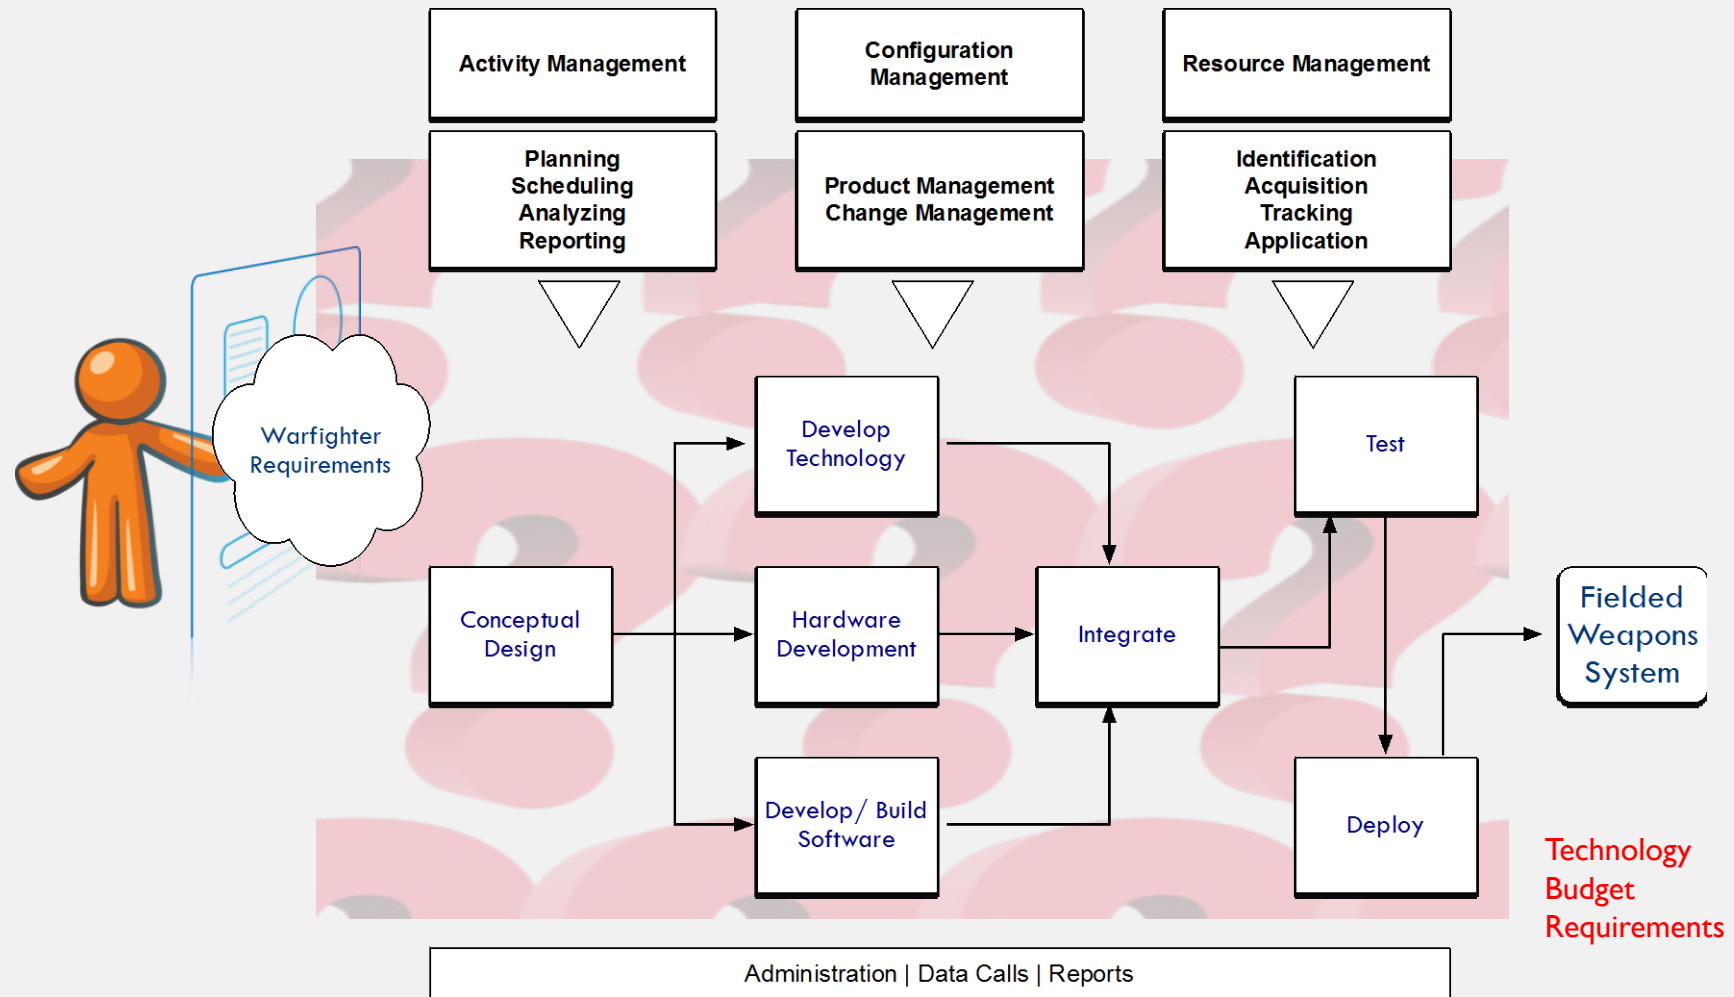 Activity Management
Configuration
Management
Resource Management
Planning
Scheduling
Analyzing
Reporting
Product Management
Change Management
Identification
Acquisition
Tracking
Application
Warfighter
Requirements
Develop
Technology
Test
Conceptual
Design
Hardware
Development
Integrate
Fielded
Weapons
System
Develop/ Build
Software
Deploy
Technology
Budget
Requirements
Administration | Data Calls | Reports